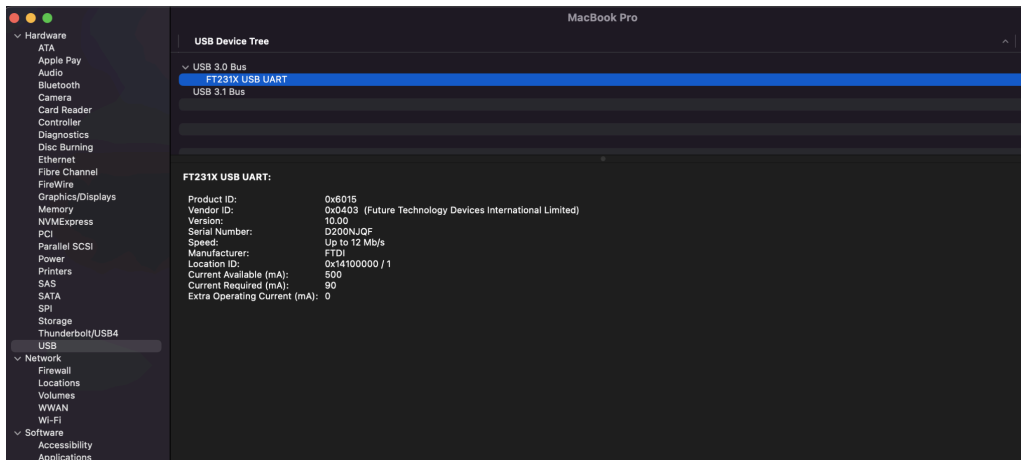 MacBook Pro
Hardware
ATA
Apple Pay
Audio
Bluetooth
Camera
Card Reader
Controller
Diagnostics
Disc Burning
Ethernet
Fibre Channel
FireWire
Graphics/Displays
Memory
NVMExpress
PCI
Parallel SCSI
Power
Printers
SAS
SATA
SPI
Storage
Thunderbolt/USB4
USB
Network
Firewall
Locations
Volumes
WWAN
Wi-Fi
Software
Accessibility
Applications
USB Device Tree
USB 3.0 Bus
FT231X USB UART
USB 3.1 Bus
FT231X USB UART:
Product ID: 0x6015
Vendor ID: 0x0403 (Future Technology Devices International Limited)
Version: 10.00
Serial Number: D200NJQF
Speed: Up to 12 Mb/s
Manufacturer: FTDI
Location ID: 0x14100000 / 1
Current Available (mA): 500
Current Required (mA): 90
Extra Operating Current (mA): 0